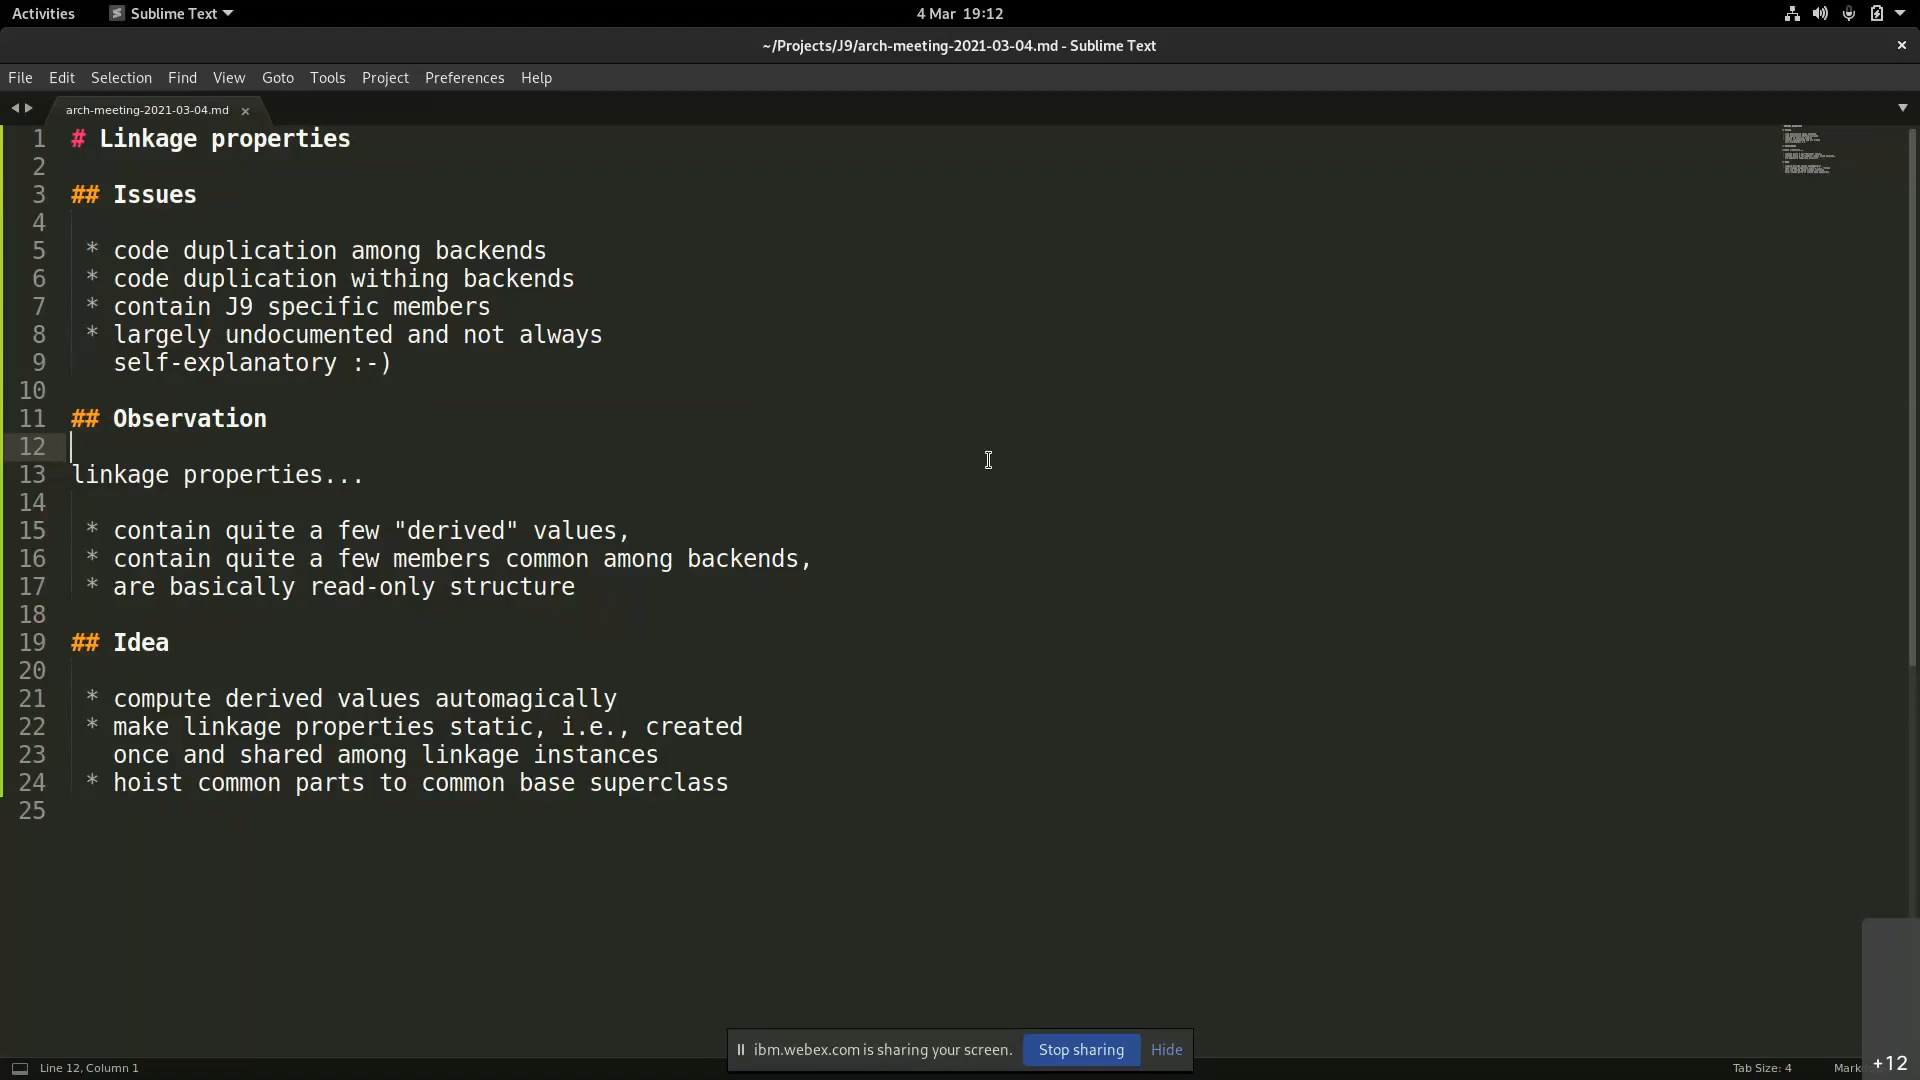 Activities Sublime Text 4 Mar 19:12
~/Projects/J9/arch-meeting-2021-03-04.md - Sublime Text ×
File Edit Selection Find View Goto Tools Project Preferences Help
arch-meeting-2021-03-04.md ×
1 # Linkage properties
2
3 ## Issues
4
5 * code duplication among backends
6 * code duplication withing backends
7 * contain J9 specific members
8 * largely undocumented and not always
9 self-explanatory :-)
10
11 ## Observation
12
13 linkage properties...
14
15 * contain quite a few "derived" values,
16 * contain quite a few members common among backends,
17 * are basically read-only structure
18
19 ## Idea
20
21 * compute derived values automagically
22 * make linkage properties static, i.e., created
23 once and shared among linkage instances
24 * hoist common parts to common base superclass
25
ibm.webex.com is sharing your screen. Stop sharing Hide
Line 12, Column 1 Tab Size: 4 Mark +12